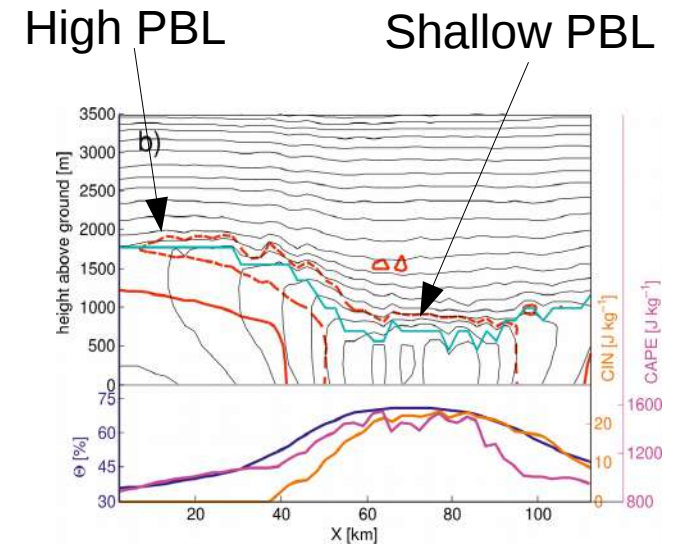 High PBL
Shallow PBL
b)
height above ground [m]
3500
3000
2500
2000
1500
1000
500
0
Θ [%]
75
60
45
30
CIN [J kg⁻¹]
20
10
0
CAPE [J kg⁻¹]
1600
1200
800
20 40 60 80 100
X [km]